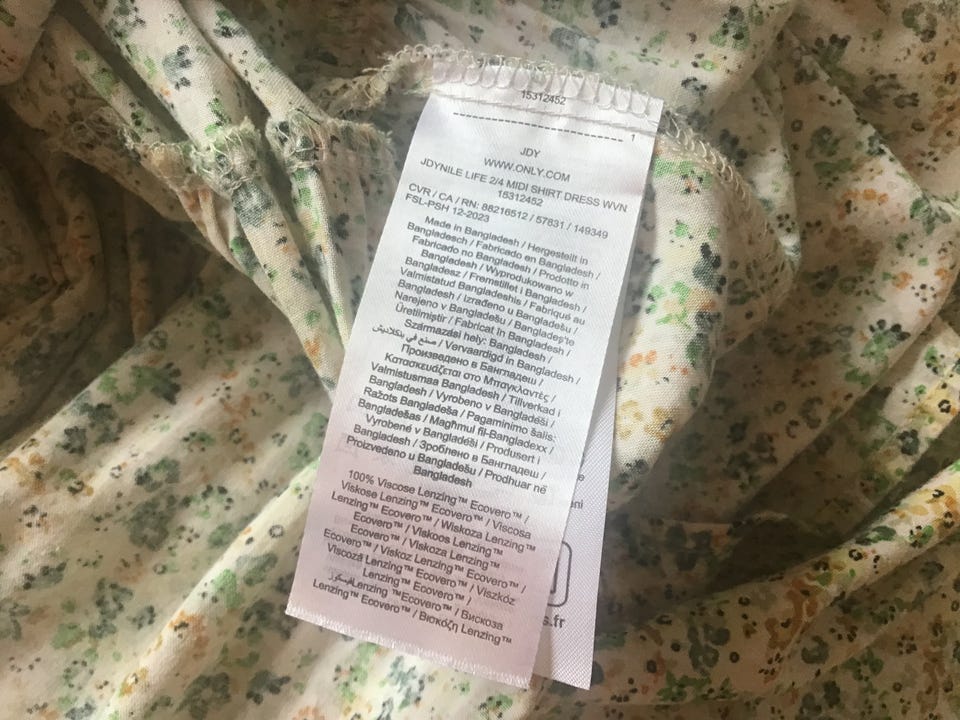 15312452
1
JDY
WWW.ONLY.COM
JDYNILE LIFE 2/4 MIDI SHIRT DRESS WVN
15312452
CVR / CA / RN: 88216512 / 57831 / 149349
FSL-PSH 12-2023
Made in Bangladesh / Hergestellt in
Bangladesch / Fabricado en Bangladesh /
Fabricado no Bangladesh / Prodotto in
Bangladesh / Wyprodukowano w
Bangladesz / Fremstillet i Bangladesh /
Valmistatud Bangladeshis / Fabriqué au
Bangladesh / Izrađeno u Bangladešu /
Narejeno v Bangladešu / Bangladeş'te
Üretilmiştir / Fabricat în Bangladesh /
Származási hely: Bangladesh /
صنع في بنكلاديش / Vervaardigd in Bangladesh /
Произведено в Бангладеш /
Κατασκευάζεται στο Μπαγκλαντές /
Valmistusmaa Bangladesh / Tillverkad i
Bangladesh / Vyrobeno v Bangladéši /
Ražots Bangladeša / Pagaminimo šalis:
Bangladešas / Magħmul fil-Bangladexx /
Vyrobené v Bangladéši / Produsert i
Bangladesh / Зроблено в Бангладеш /
Proizvedeno u Bangladešu / Prodhuar në
Bangladesh
100% Viscose Lenzing™ Ecovero™ /
Viskose Lenzing™ Ecovero™ / Viscosa
Lenzing™ Ecovero™ / Wiskoza Lenzing™
Ecovero™ / Viskoos Lenzing™
Ecovero™ / Viskoza Lenzing™
Ecovero™ / Viskoz Lenzing™ Ecovero™ /
Viscoză Lenzing™ Ecovero™ / Viszkóz
Lenzing™ Ecovero™ /
فيسكوز Lenzing™ Ecovero™ / Вискоза
Lenzing™ Ecovero™ / Βισκόζη Lenzing™
s.fr